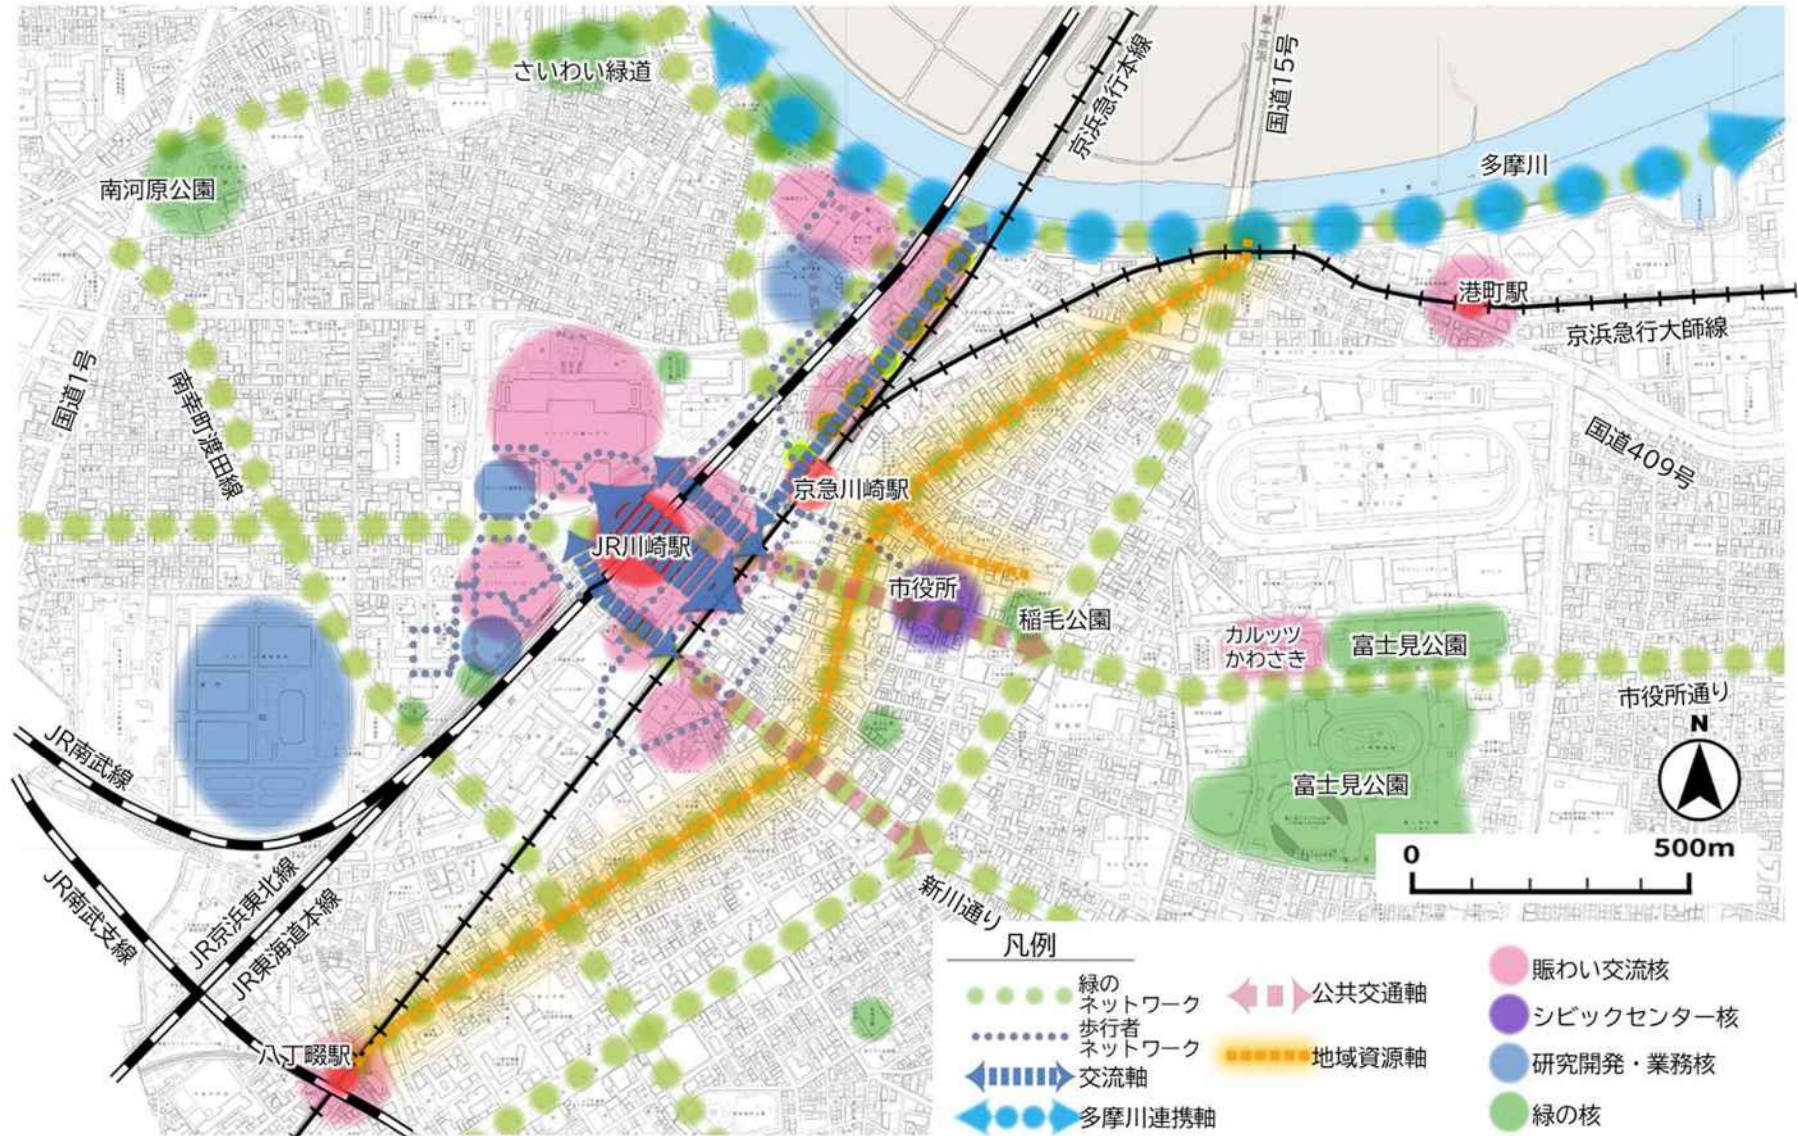 さいわい緑道
京浜急行本線
国道15号
多摩川
南河原公園
港町駅
京浜急行大師線
国道1号
南幸町渡田線
国道409号
京急川崎駅
JR川崎駅
市役所
稲毛公園
カルッツ
かわさき
富士見公園
市役所通り
N
富士見公園
JR南武線
0
500m
JR南武支線
JR京浜東北線
JR東海道本線
新川通り
八丁畷駅
凡例
緑の
ネットワーク
歩行者
ネットワーク
交流軸
多摩川連携軸
公共交通軸
地域資源軸
賑わい交流核
シビックセンター核
研究開発・業務核
緑の核